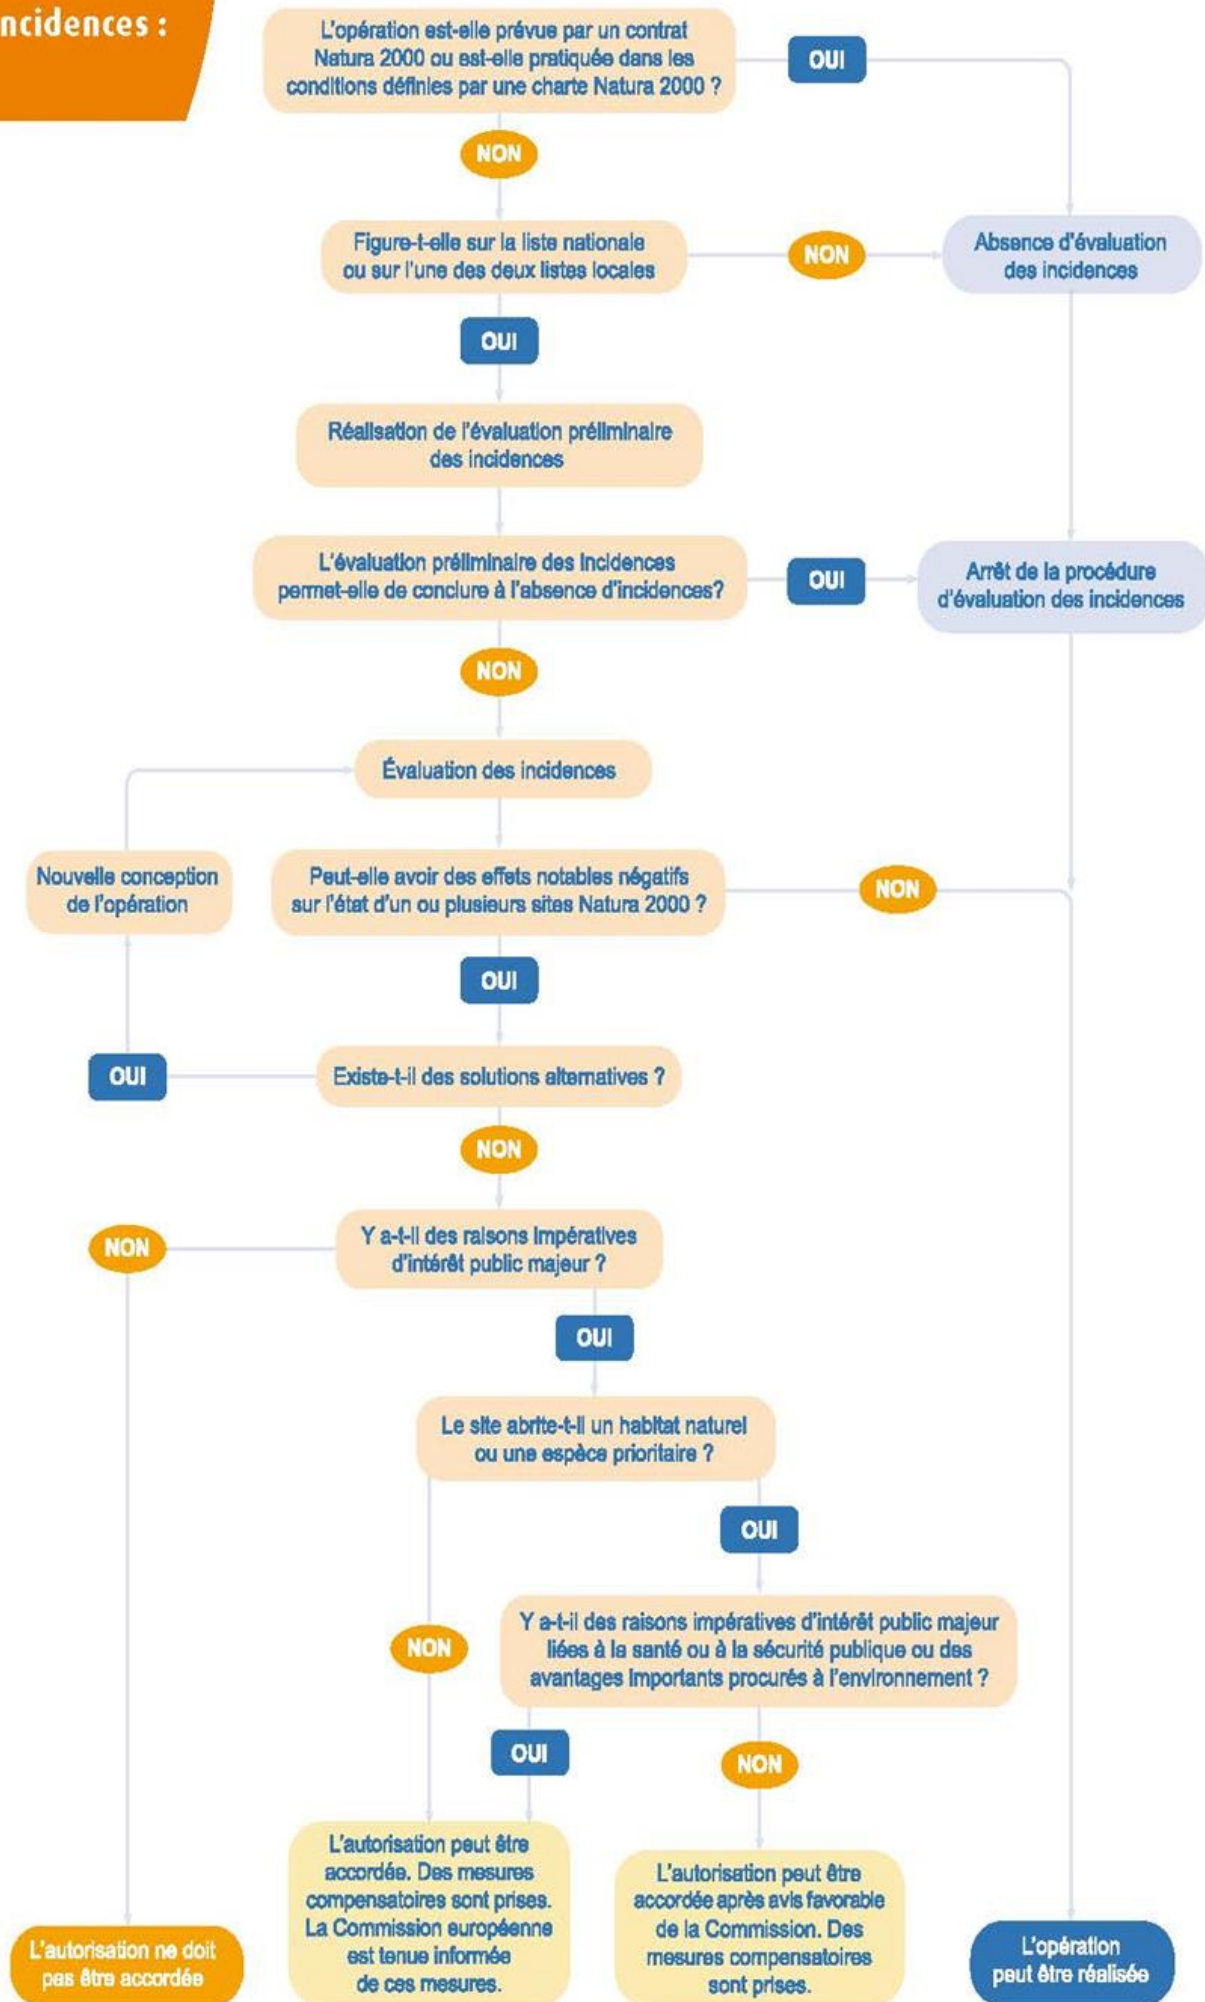 ncidences :
L'opération est-elle prévue par un contrat
Natura 2000 ou est-elle pratiquée dans les
conditions définies par une charte Natura 2000 ?
OUI
NON
Figure-t-elle sur la liste nationale
ou sur l'une des deux listes locales
NON
Absence d'évaluation
des incidences
OUI
Réalisation de l'évaluation préliminaire
des incidences
L'évaluation préliminaire des incidences
permet-elle de conclure à l'absence d'incidences?
OUI
Arrêt de la procédure
d'évaluation des incidences
NON
Évaluation des incidences
Nouvelle conception
de l'opération
Peut-elle avoir des effets notables négatifs
sur l'état d'un ou plusieurs sites Natura 2000 ?
NON
OUI
OUI
Existe-t-il des solutions alternatives ?
NON
Y a-t-il des raisons impératives
d'intérêt public majeur ?
NON
OUI
Le site abrite-t-il un habitat naturel
ou une espèce prioritaire ?
OUI
NON
Y a-t-il des raisons impératives d'intérêt public majeur
liées à la santé ou à la sécurité publique ou des
avantages importants procurés à l'environnement ?
OUI
NON
L'autorisation ne doit
pas être accordée
L'autorisation peut être
accordée. Des mesures
compensatoires sont prises.
La Commission européenne
est tenue informée
de ces mesures.
L'autorisation peut être
accordée après avis favorable
de la Commission. Des
mesures compensatoires
sont prises.
L'opération
peut être réalisée